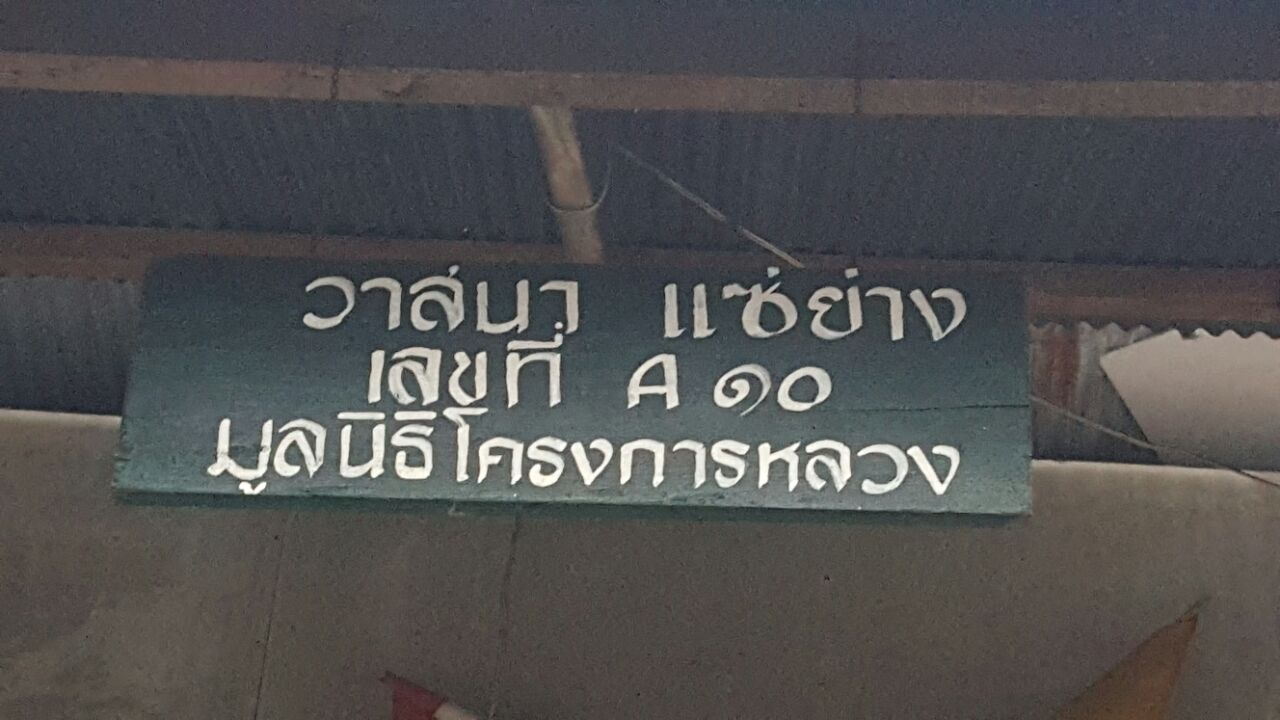 วาสนา แซ่ย่าง
เลขที่ A ๑๐
มูลนิธิโครงการหลวง